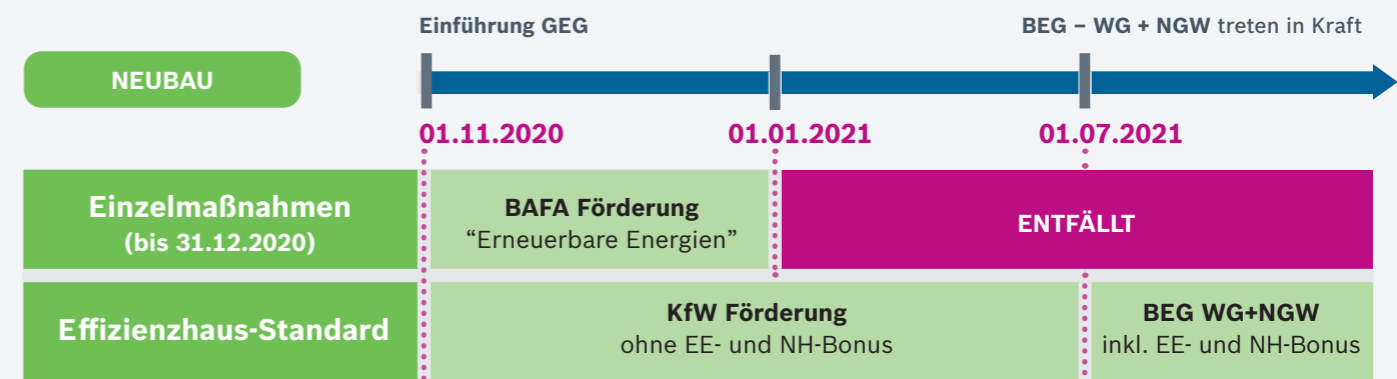 Einführung GEG
BEG – WG + NGW treten in Kraft
NEUBAU
01.11.2020
01.01.2021
01.07.2021
Einzelmaßnahmen
(bis 31.12.2020)
BAFA Förderung
“Erneuerbare Energien”
ENTFÄLLT
Effizienzhaus-Standard
KfW Förderung
ohne EE- und NH-Bonus
BEG WG+NGW
inkl. EE- und NH-Bonus